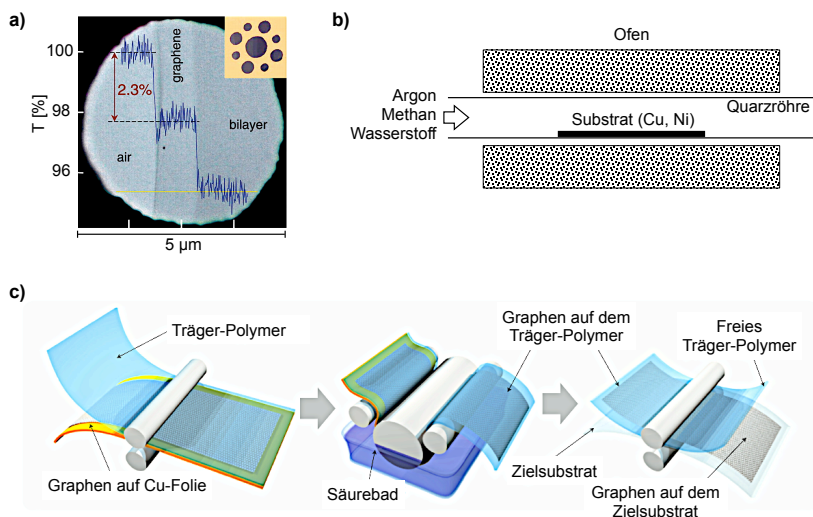 a)
100
98
96
T [%]
2.3%
graphene
air
bilayer
5 µm
b)
Ofen
Argon
Methan
Wasserstoff
Quarzröhre
Substrat (Cu, Ni)
c)
Träger-Polymer
Graphen auf Cu-Folie
Säurebad
Graphen auf dem
Träger-Polymer
Freies
Träger-Polymer
Zielsubstrat
Graphen auf dem
Zielsubstrat